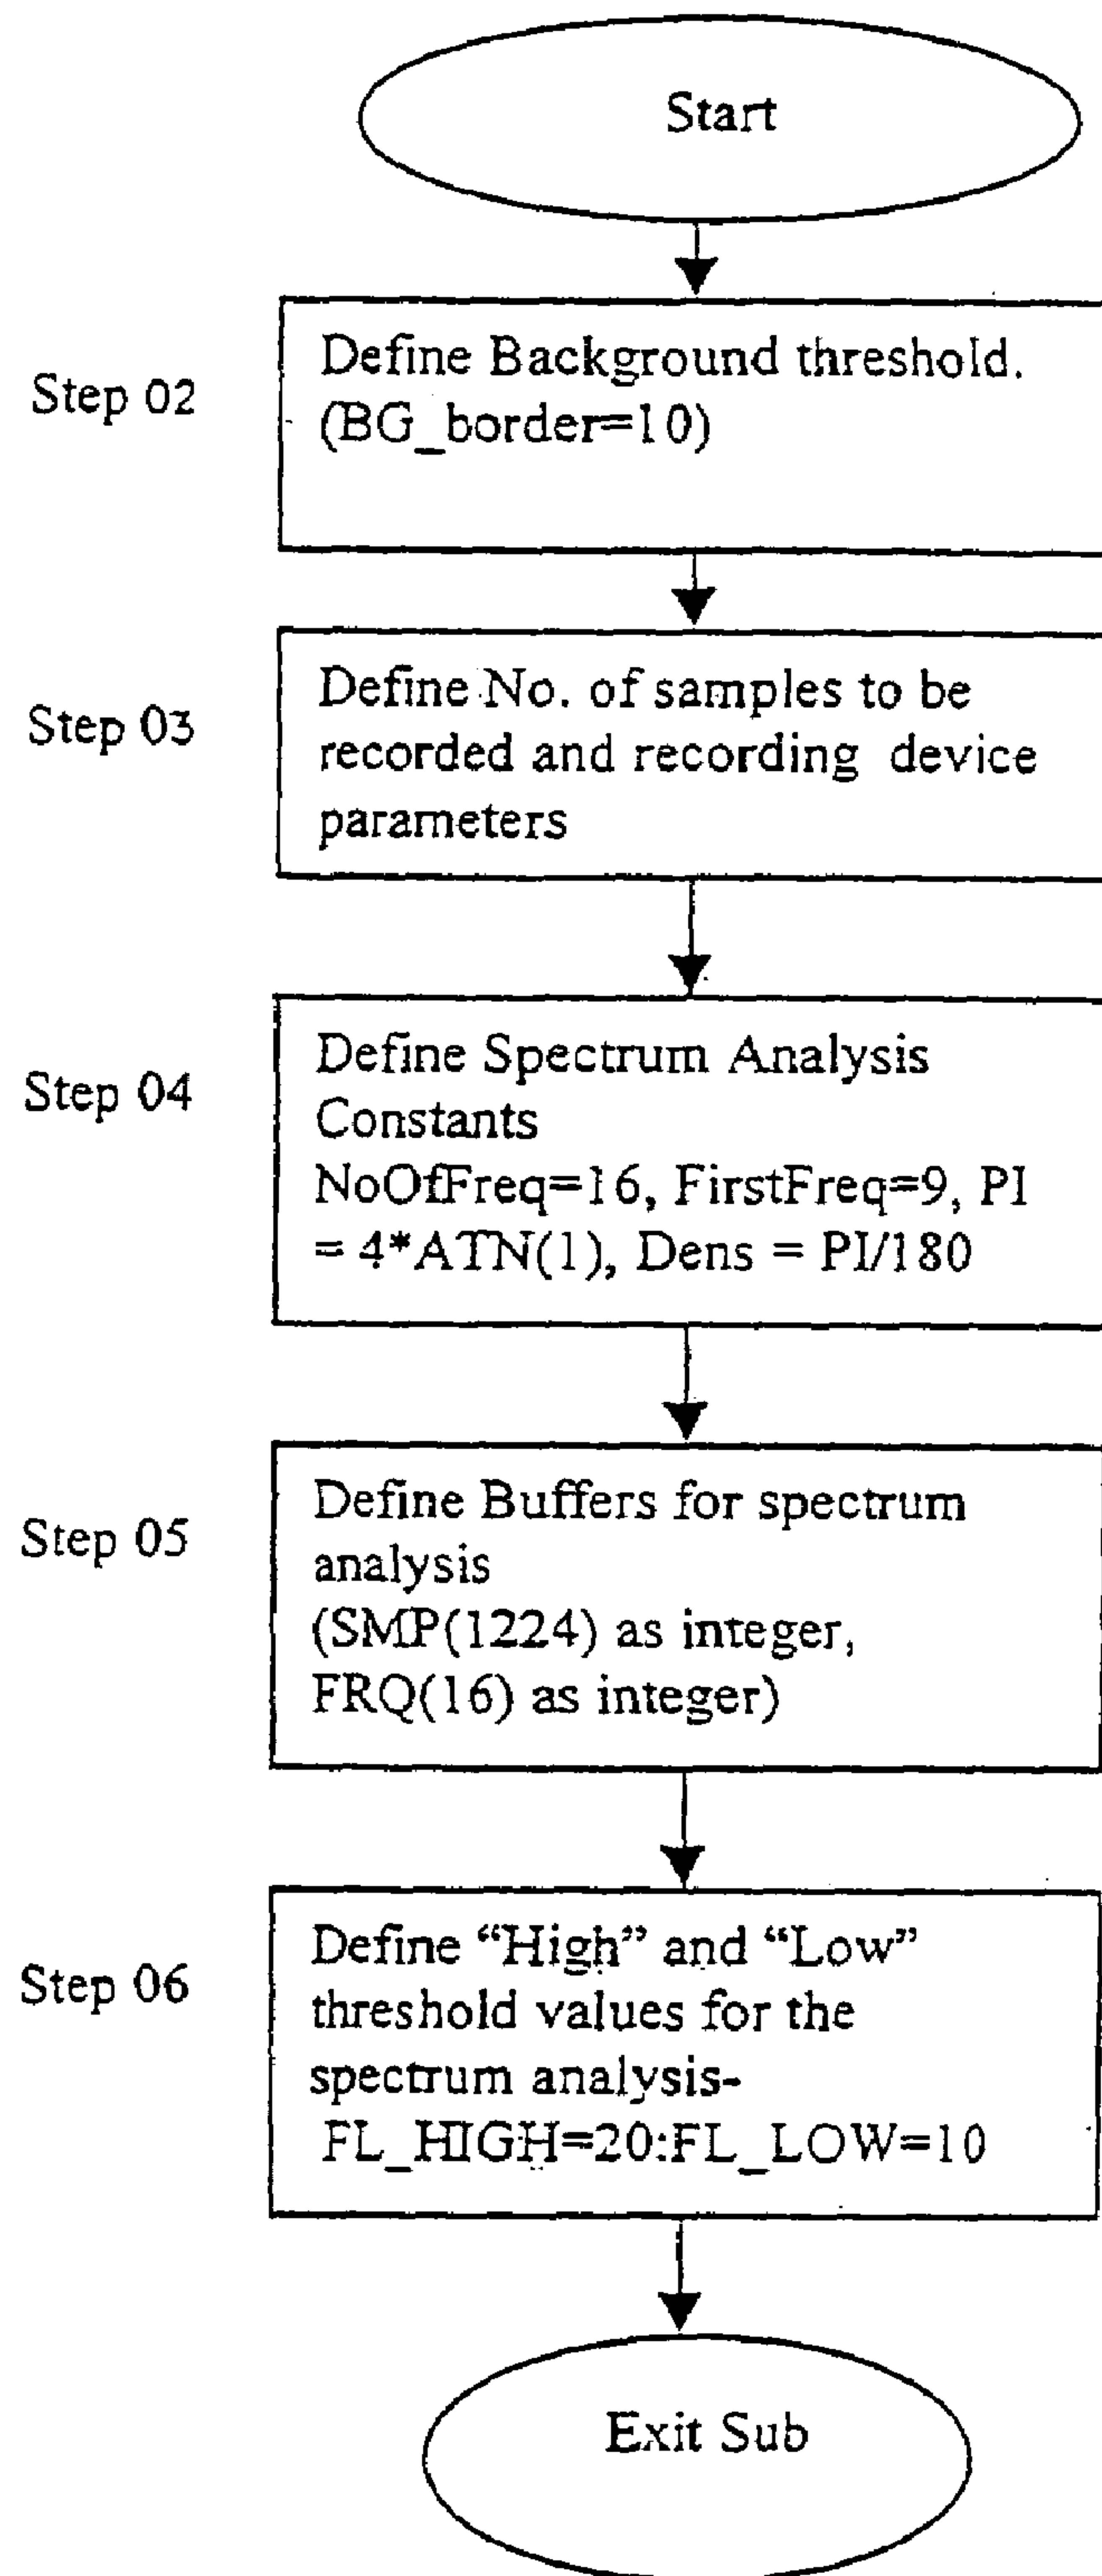 Start
Step 02
Define Background threshold.
(BG_border=10)
Step 03
Define No. of samples to be
recorded and recording device
parameters
Step 04
Define Spectrum Analysis
Constants
NoOfFreq=16, FirstFreq=9, PI
= 4*ATN(1), Dens = PI/180
Step 05
Define Buffers for spectrum
analysis
(SMP(1224) as integer,
FRQ(16) as integer)
Step 06
Define “High” and “Low”
threshold values for the
spectrum analysis-
FL_HIGH=20:FL_LOW=10
Exit Sub